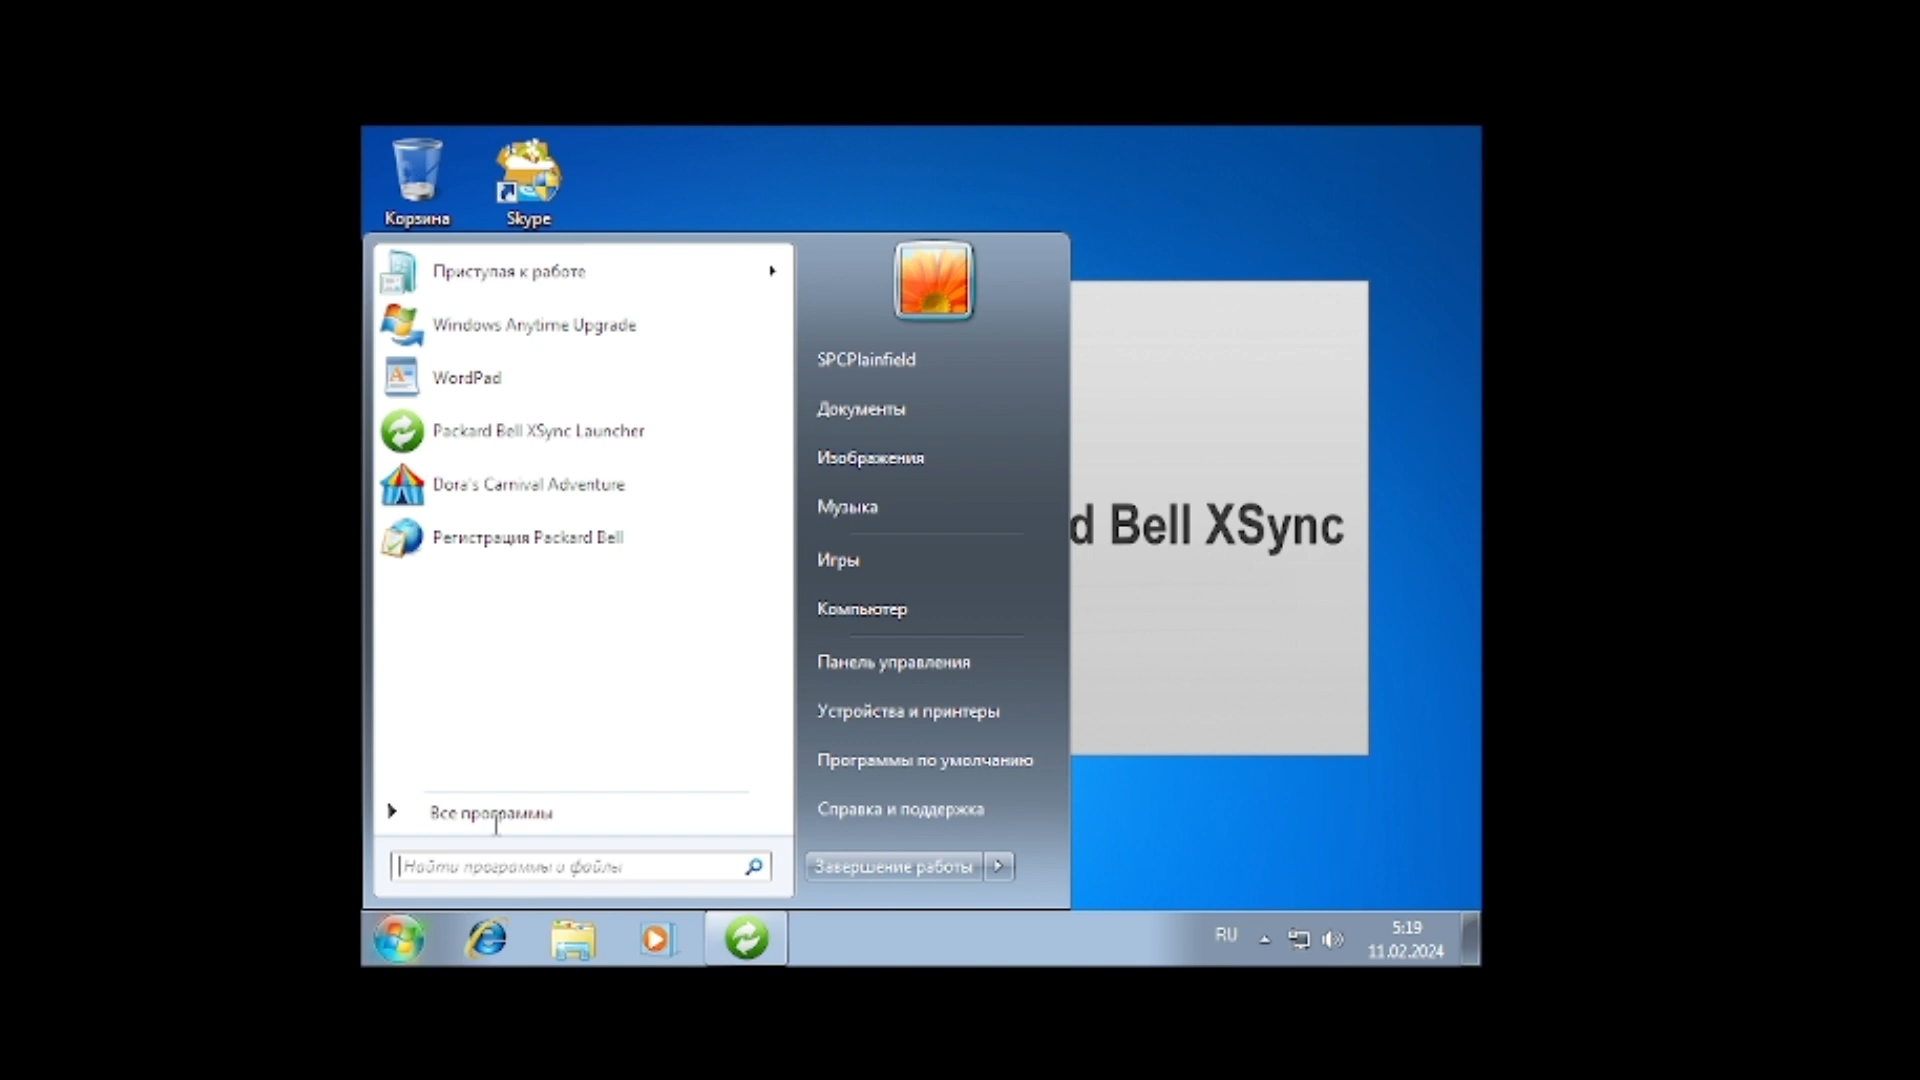 Корзина
Skype
Приступая к работе
Windows Anytime Upgrade
WordPad
Packard Bell XSync Launcher
Dora's Carnival Adventure
Регистрация Packard Bell
Все программы
Найти программы и файлы
SPCPlainfield
Документы
Изображения
Музыка
Игры
Компьютер
Панель управления
Устройства и принтеры
Программы по умолчанию
Справка и поддержка
Завершение работы
d Bell XSync
RU
5:19
11.02.2024